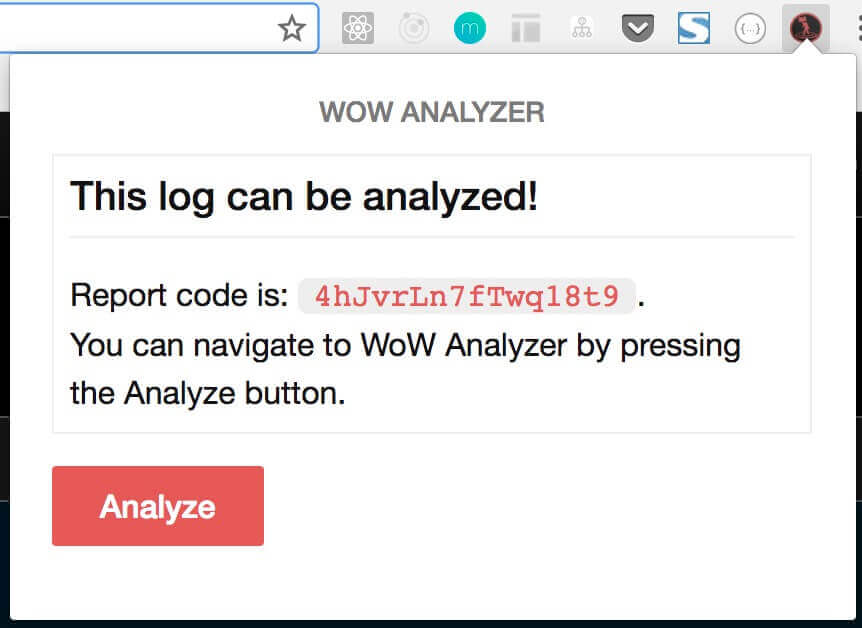 m
S
{...}
WOW ANALYZER
This log can be analyzed!
Report code is: 4hJvrLn7fTwq18t9 .
You can navigate to WoW Analyzer by pressing
the Analyze button.
Analyze